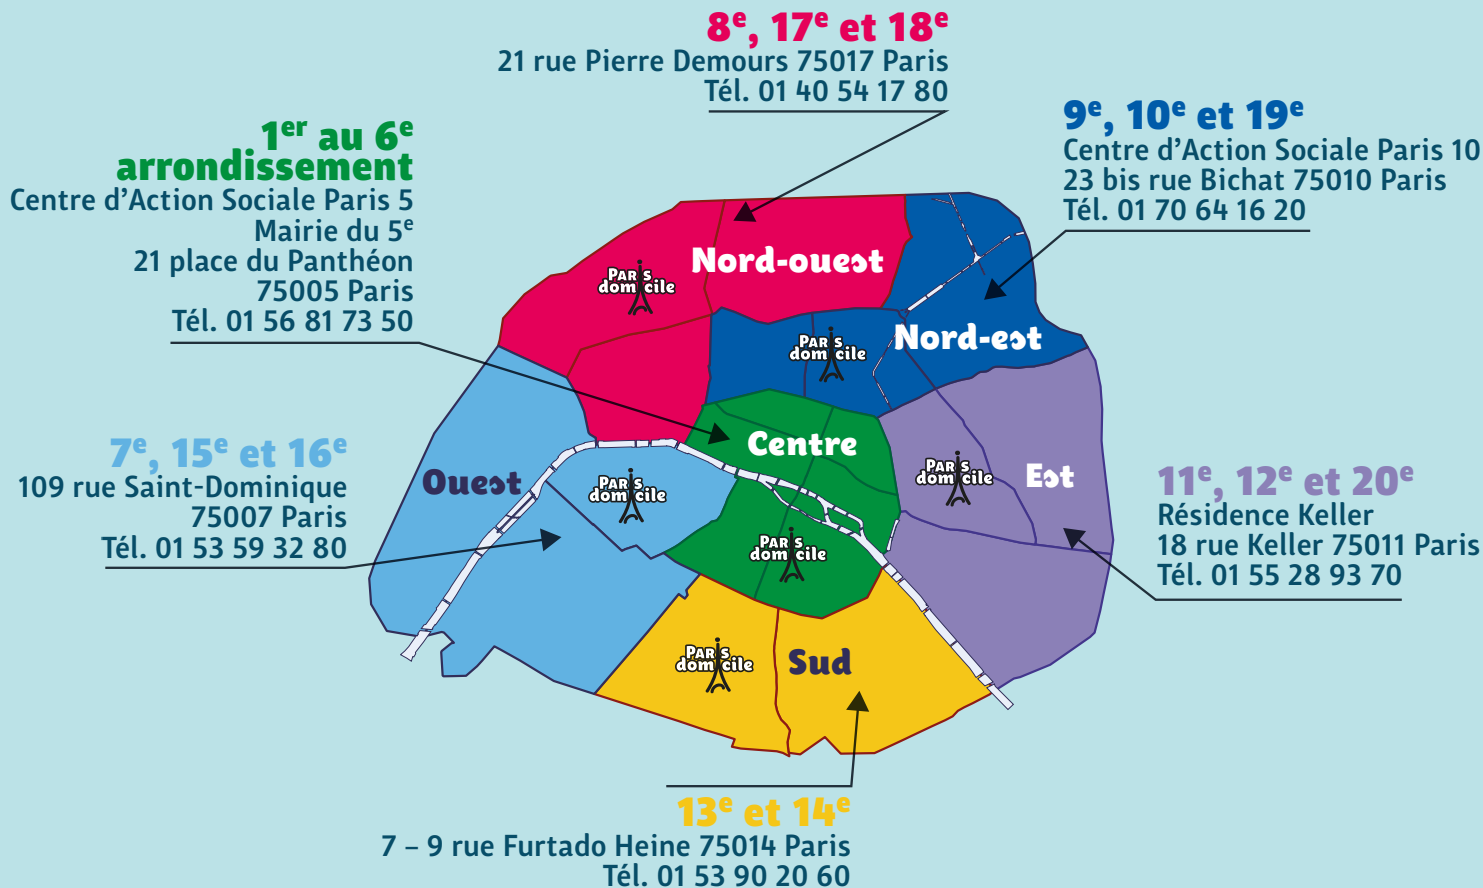 8e, 17e et 18e
21 rue Pierre Demours 75017 Paris
Tél. 01 40 54 17 80
9e, 10e et 19e
Centre d’Action Sociale Paris 10
23 bis rue Bichat 75010 Paris
Tél. 01 70 64 16 20
1er au 6e
arrondissement
Centre d’Action Sociale Paris 5
Mairie du 5e
21 place du Panthéon
75005 Paris
Tél. 01 56 81 73 50
Nord-ouest
PARIS
domicile
Nord-est
PARIS
domicile
Centre
PARIS
domicile
7e, 15e et 16e
109 rue Saint-Dominique
75007 Paris
Tél. 01 53 59 32 80
Ouest
PARIS
domicile
Est
PARIS
domicile
11e, 12e et 20e
Résidence Keller
18 rue Keller 75011 Paris
Tél. 01 55 28 93 70
Sud
PARIS
domicile
13e et 14e
7 – 9 rue Furtado Heine 75014 Paris
Tél. 01 53 90 20 60